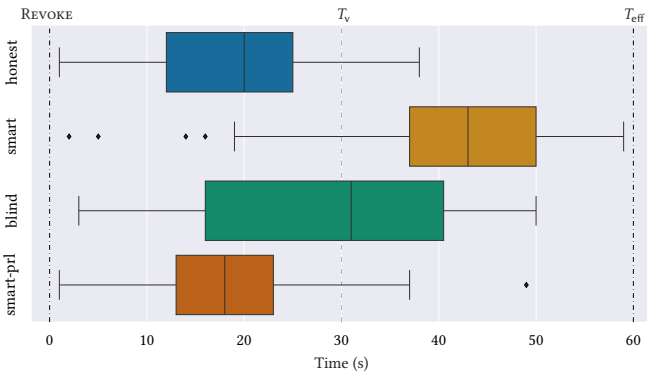 REVOKE Tv Teff
honest
smart
blind
smart-prl
0 10 20 30 40 50 60
Time (s)